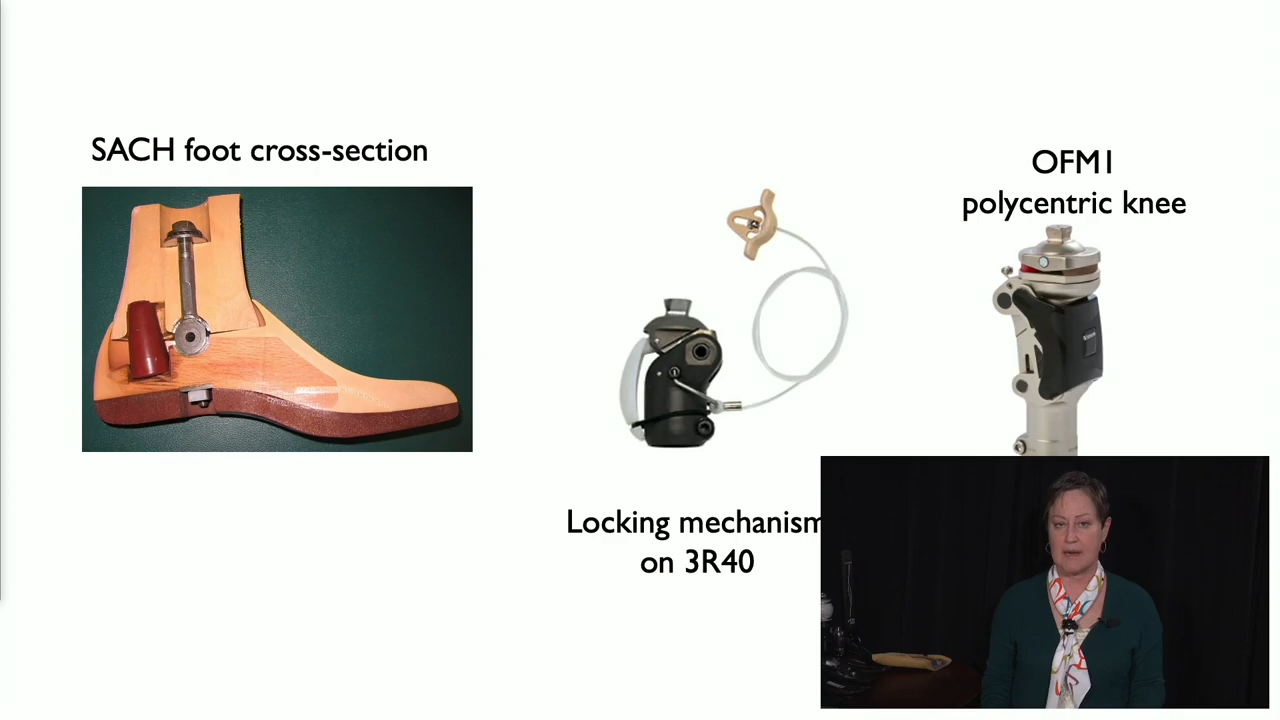 SACH foot cross-section
OFM1
polycentric knee
Locking mechanism
on 3R40